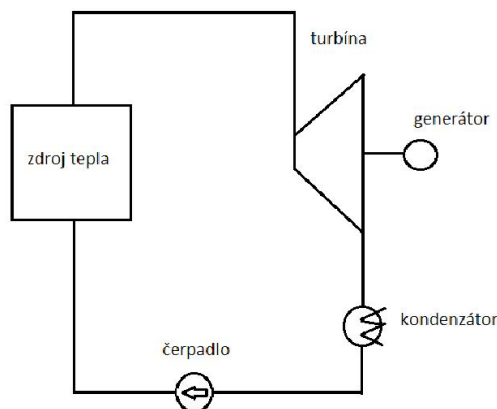 turbína
generátor
zdroj tepla
kondenzátor
čerpadlo